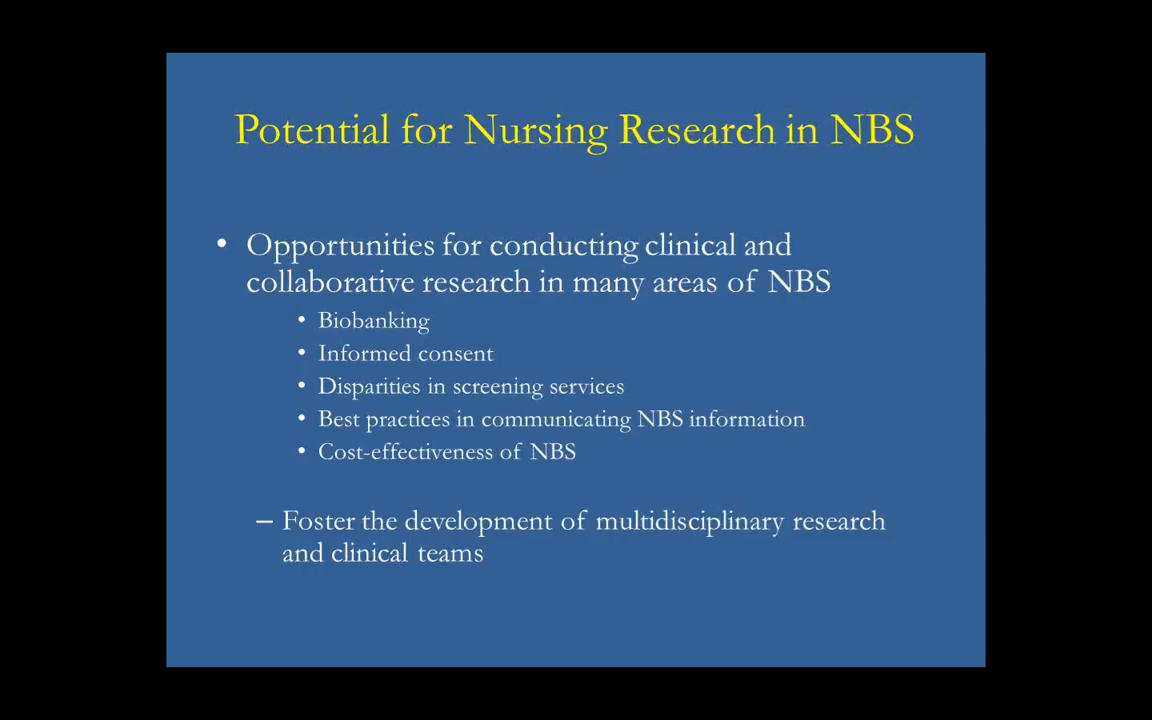 Potential for Nursing Research in NBS
• Opportunities for conducting clinical and
collaborative research in many areas of NBS
• Biobanking
• Informed consent
• Disparities in screening services
• Best practices in communicating NBS information
• Cost-effectiveness of NBS
– Foster the development of multidisciplinary research
and clinical teams